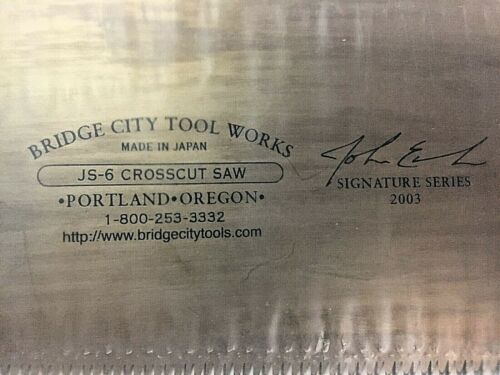 BRIDGE CITY TOOL WORKS
MADE IN JAPAN
JS-6 CROSSCUT SAW
•PORTLAND•OREGON•
1-800-253-3332
http://www.bridgecitytools.com
John
SIGNATURE SERIES
2003